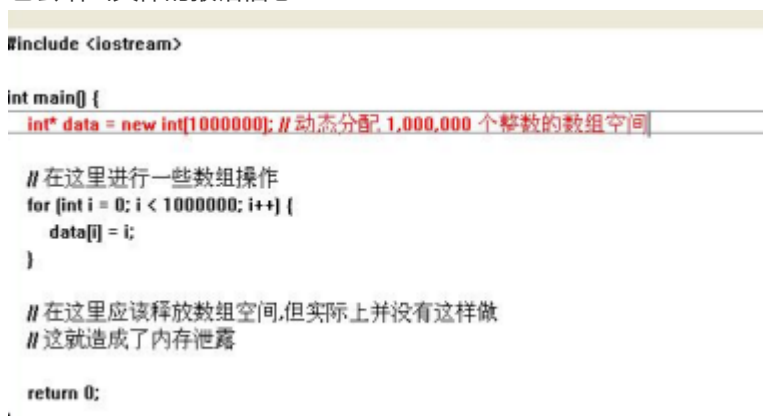 #include <iostream>
int main() {
int* data = new int[1000000]; // 动态分配 1,000,000 个整数的数组空间
// 在这里进行一些数组操作
for (int i = 0; i < 1000000; i++) {
data[i] = i;
}
// 在这里应该释放数组空间,但实际上并没有这样做
// 这就造成了内存泄露
return 0;